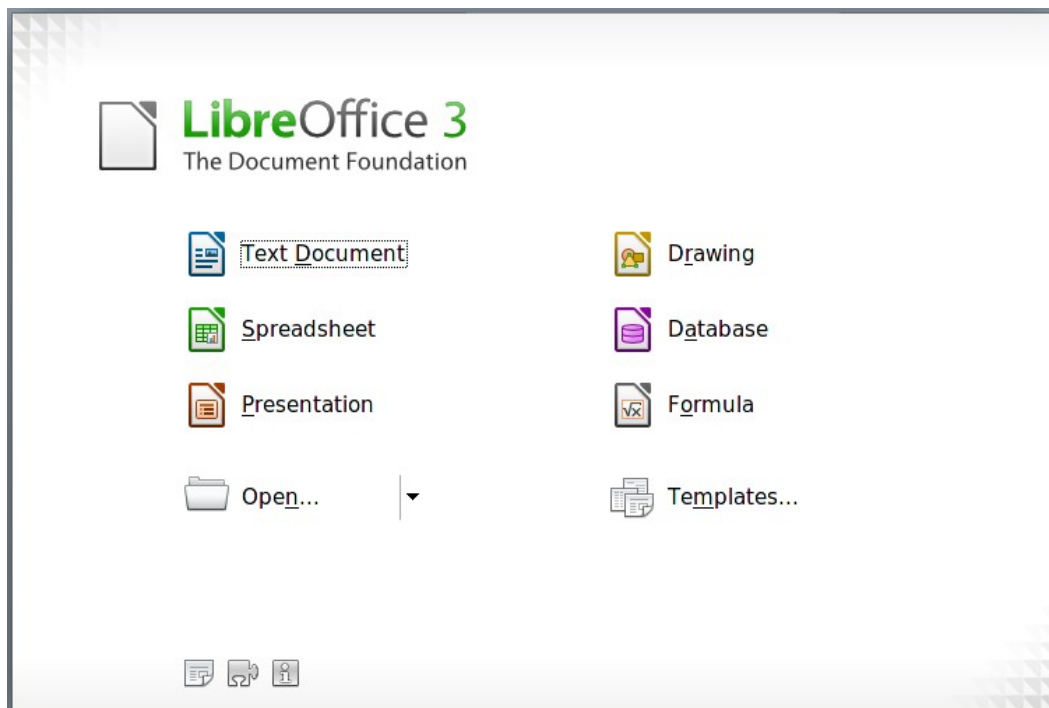 LibreOffice 3
The Document Foundation
Text Document
Drawing
Spreadsheet
Database
Presentation
Formula
Open...
Templates...